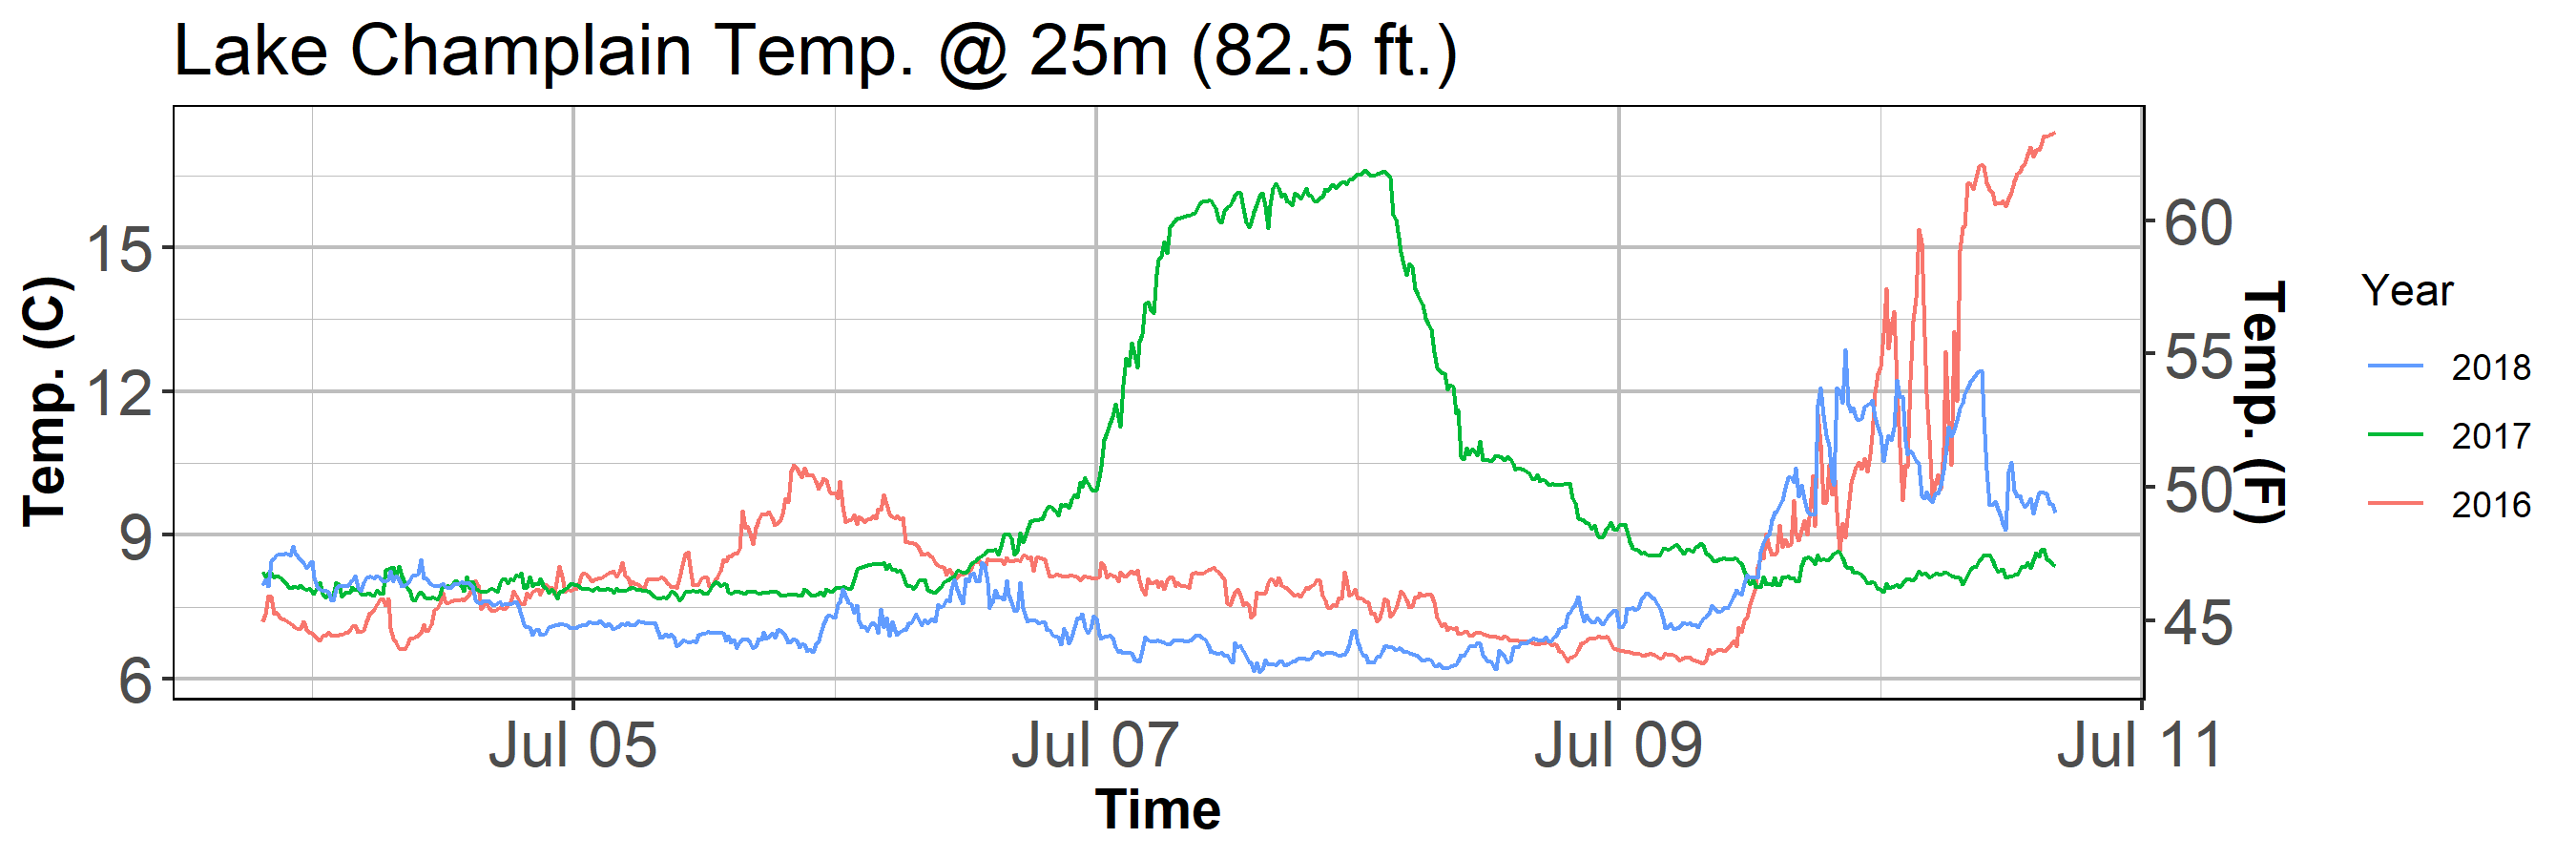 Lake Champlain Temp. @ 25m (82.5 ft.)
Temp. (C)
15
12
9
6
60
55
50
45
Temp. (F)
Year
2018
2017
2016
Jul 05
Jul 07
Jul 09
Jul 11
Time